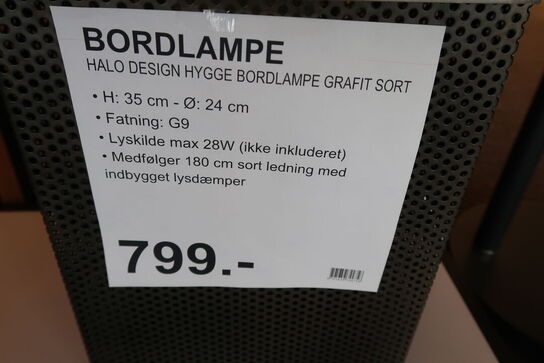 BORDLAMPE
HALO DESIGN HYGGE BORDLAMPE GRAFIT SORT
• H: 35 cm - Ø: 24 cm
• Fatning: G9
• Lyskilde max 28W (ikke inkluderet)
• Medfølger 180 cm sort ledning med
indbygget lysdæmper
799.-